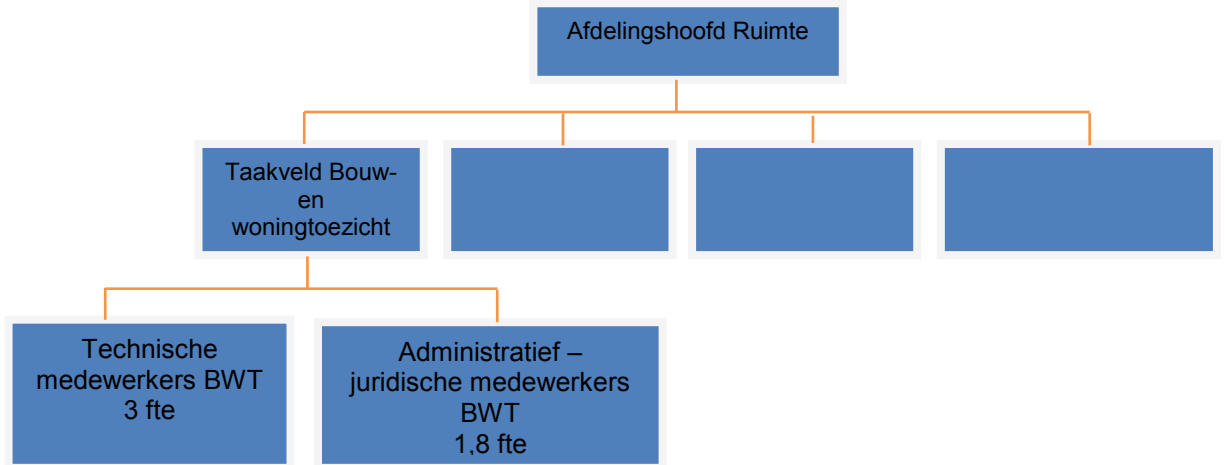 Afdelingshoofd Ruimte
Taakveld Bouw-
en
woningtoezicht
Technische
medewerkers BWT
3 fte
Administratief –
juridische medewerkers
BWT
1,8 fte